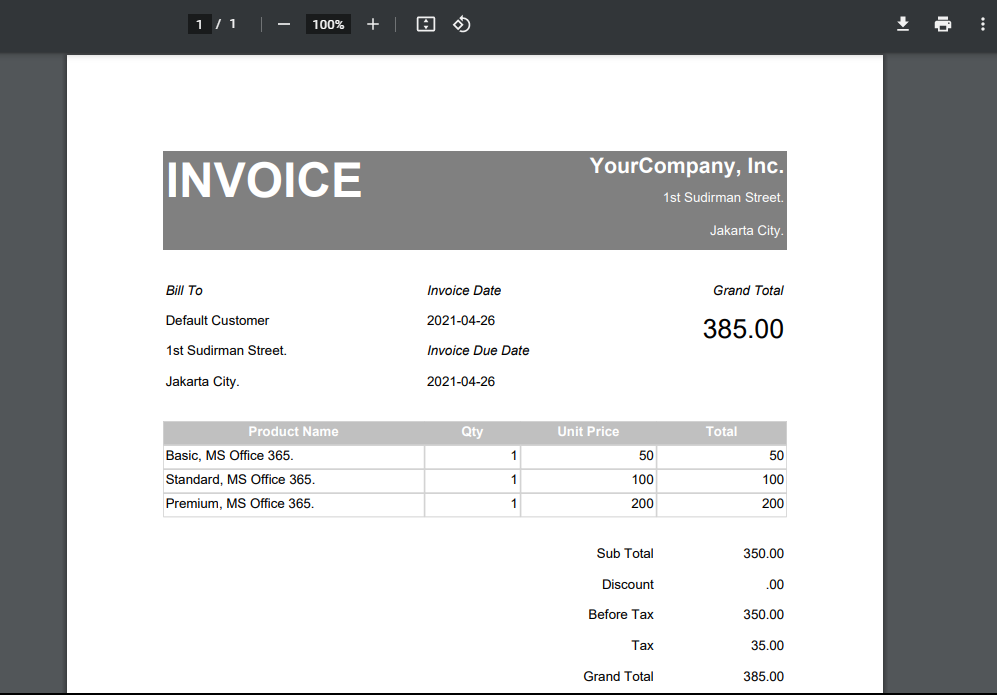 1 / 1 100%
INVOICE
YourCompany, Inc.
1st Sudirman Street.
Jakarta City.
Bill To Invoice Date Grand Total
Default Customer 2021-04-26 385.00
1st Sudirman Street. Invoice Due Date
Jakarta City. 2021-04-26
Product Name Qty Unit Price Total
Basic, MS Office 365. 1 50 50
Standard, MS Office 365. 1 100 100
Premium, MS Office 365. 1 200 200
Sub Total 350.00
Discount .00
Before Tax 350.00
Tax 35.00
Grand Total 385.00